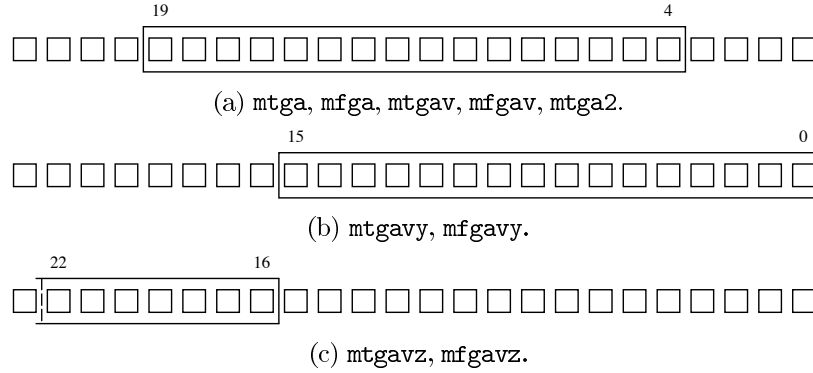 19 4
(a) mtga, mfga, mtgav, mfgav, mtga2.
15 0
(b) mtgavy, mfgavy.
22 16
(c) mtgavz, mfgavz.